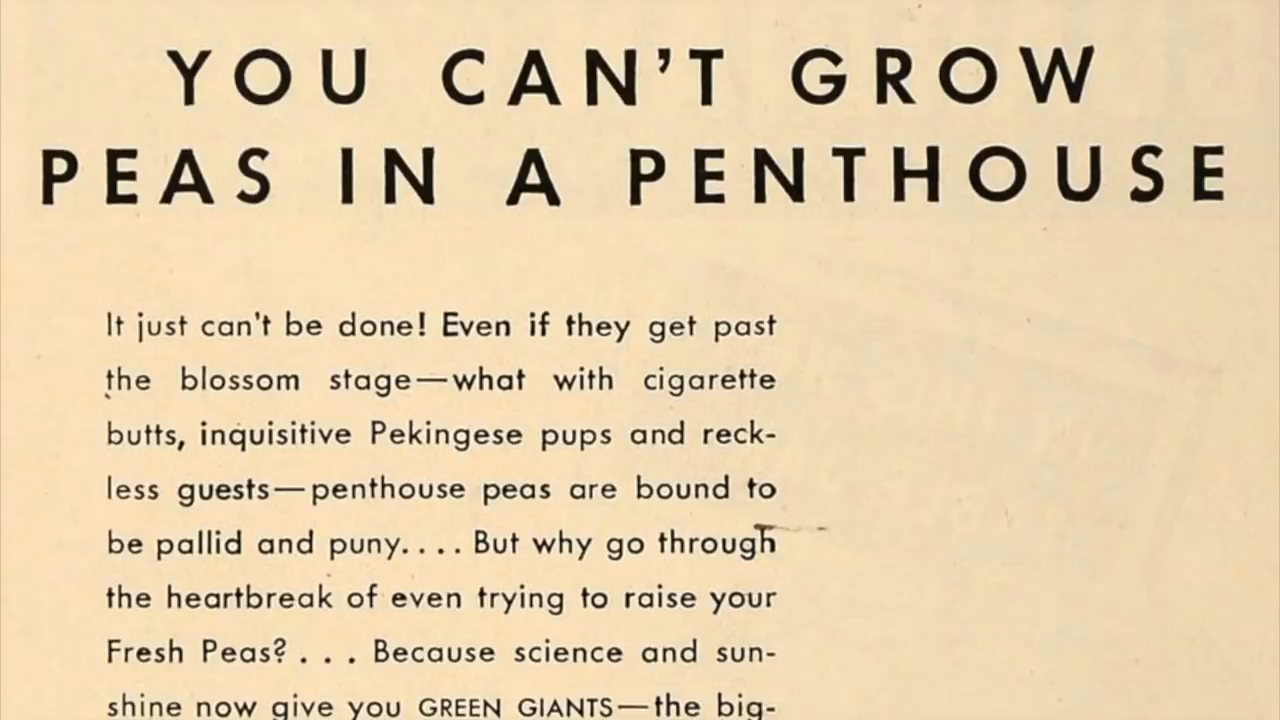 YOU CAN'T GROW
PEAS IN A PENTHOUSE
It just can't be done! Even if they get past
the blossom stage—what with cigarette
butts, inquisitive Pekingese pups and reck-
less guests—penthouse peas are bound to
be pallid and puny.... But why go through
the heartbreak of even trying to raise your
Fresh Peas? . . . Because science and sun-
shine now give you GREEN GIANTS—the big-